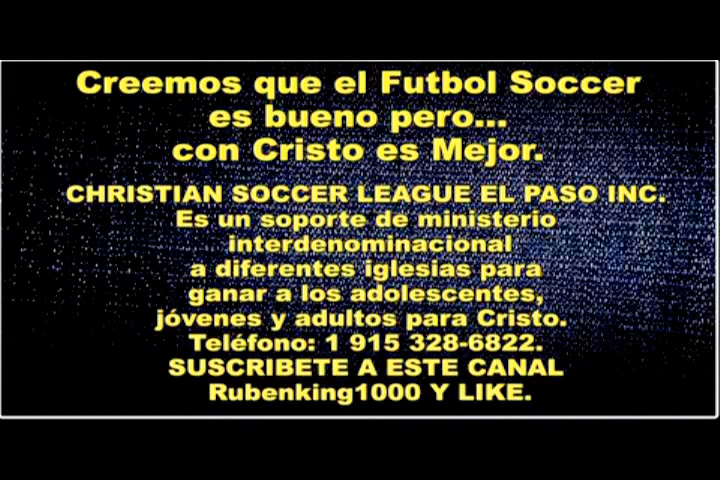 Creemos que el Futbol Soccer
es bueno pero...
con Cristo es Mejor.
CHRISTIAN SOCCER LEAGUE EL PASO INC.
Es un soporte de ministerio
interdenominacional
a diferentes iglesias para
ganar a los adolescentes,
jóvenes y adultos para Cristo.
Teléfono: 1 915 328-6822.
SUSCRIBETE A ESTE CANAL
Rubenking1000 Y LIKE.